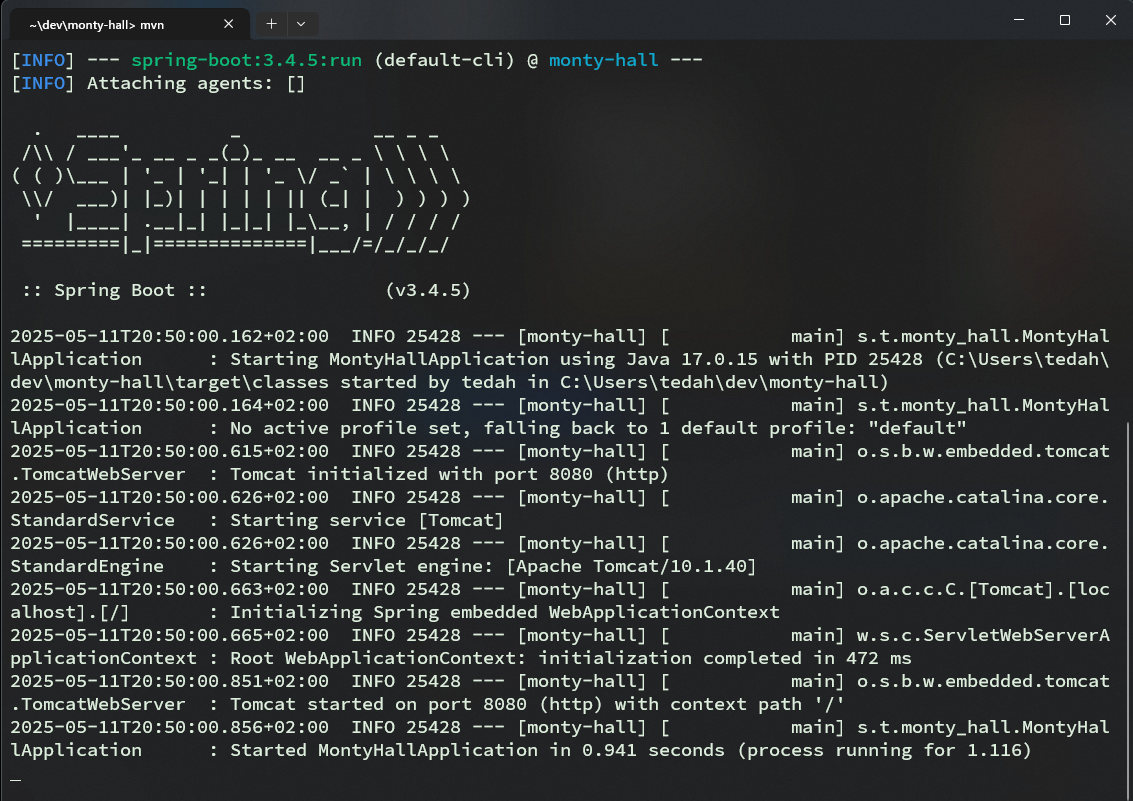 ~\dev\monty-hall> mvn
[INFO] --- spring-boot:3.4.5:run (default-cli) @ monty-hall ---
[INFO] Attaching agents: []

  .   ____          _            __ _ _
 /\\ / ___'_ __ _ _(_)_ __  __ _ \ \ \ \
( ( )\___ | '_ | '_| | '_ \/ _` | \ \ \ \
 \\/  ___)| |_)| | | | | || (_| |  ) ) ) )
  '  |____| .__|_| |_|_| |_\__, | / / / /
 =========|_|==============|___/=/_/_/_/

 :: Spring Boot ::                (v3.4.5)

2025-05-11T20:50:00.162+02:00  INFO 25428 --- [monty-hall] [           main] s.t.monty_hall.MontyHal
lApplication      : Starting MontyHallApplication using Java 17.0.15 with PID 25428 (C:\Users\tedah\
dev\monty-hall\target\classes started by tedah in C:\Users\tedah\dev\monty-hall)
2025-05-11T20:50:00.164+02:00  INFO 25428 --- [monty-hall] [           main] s.t.monty_hall.MontyHal
lApplication      : No active profile set, falling back to 1 default profile: "default"
2025-05-11T20:50:00.615+02:00  INFO 25428 --- [monty-hall] [           main] o.s.b.w.embedded.tomcat
.TomcatWebServer  : Tomcat initialized with port 8080 (http)
2025-05-11T20:50:00.626+02:00  INFO 25428 --- [monty-hall] [           main] o.apache.catalina.core.
StandardService   : Starting service [Tomcat]
2025-05-11T20:50:00.626+02:00  INFO 25428 --- [monty-hall] [           main] o.apache.catalina.core.
StandardEngine    : Starting Servlet engine: [Apache Tomcat/10.1.40]
2025-05-11T20:50:00.663+02:00  INFO 25428 --- [monty-hall] [           main] o.a.c.c.C.[Tomcat].[loc
alhost].[/]       : Initializing Spring embedded WebApplicationContext
2025-05-11T20:50:00.665+02:00  INFO 25428 --- [monty-hall] [           main] w.s.c.ServletWebServerA
pplicationContext : Root WebApplicationContext: initialization completed in 472 ms
2025-05-11T20:50:00.851+02:00  INFO 25428 --- [monty-hall] [           main] o.s.b.w.embedded.tomcat
.TomcatWebServer  : Tomcat started on port 8080 (http) with context path '/'
2025-05-11T20:50:00.856+02:00  INFO 25428 --- [monty-hall] [           main] s.t.monty_hall.MontyHal
lApplication      : Started MontyHallApplication in 0.941 seconds (process running for 1.116)